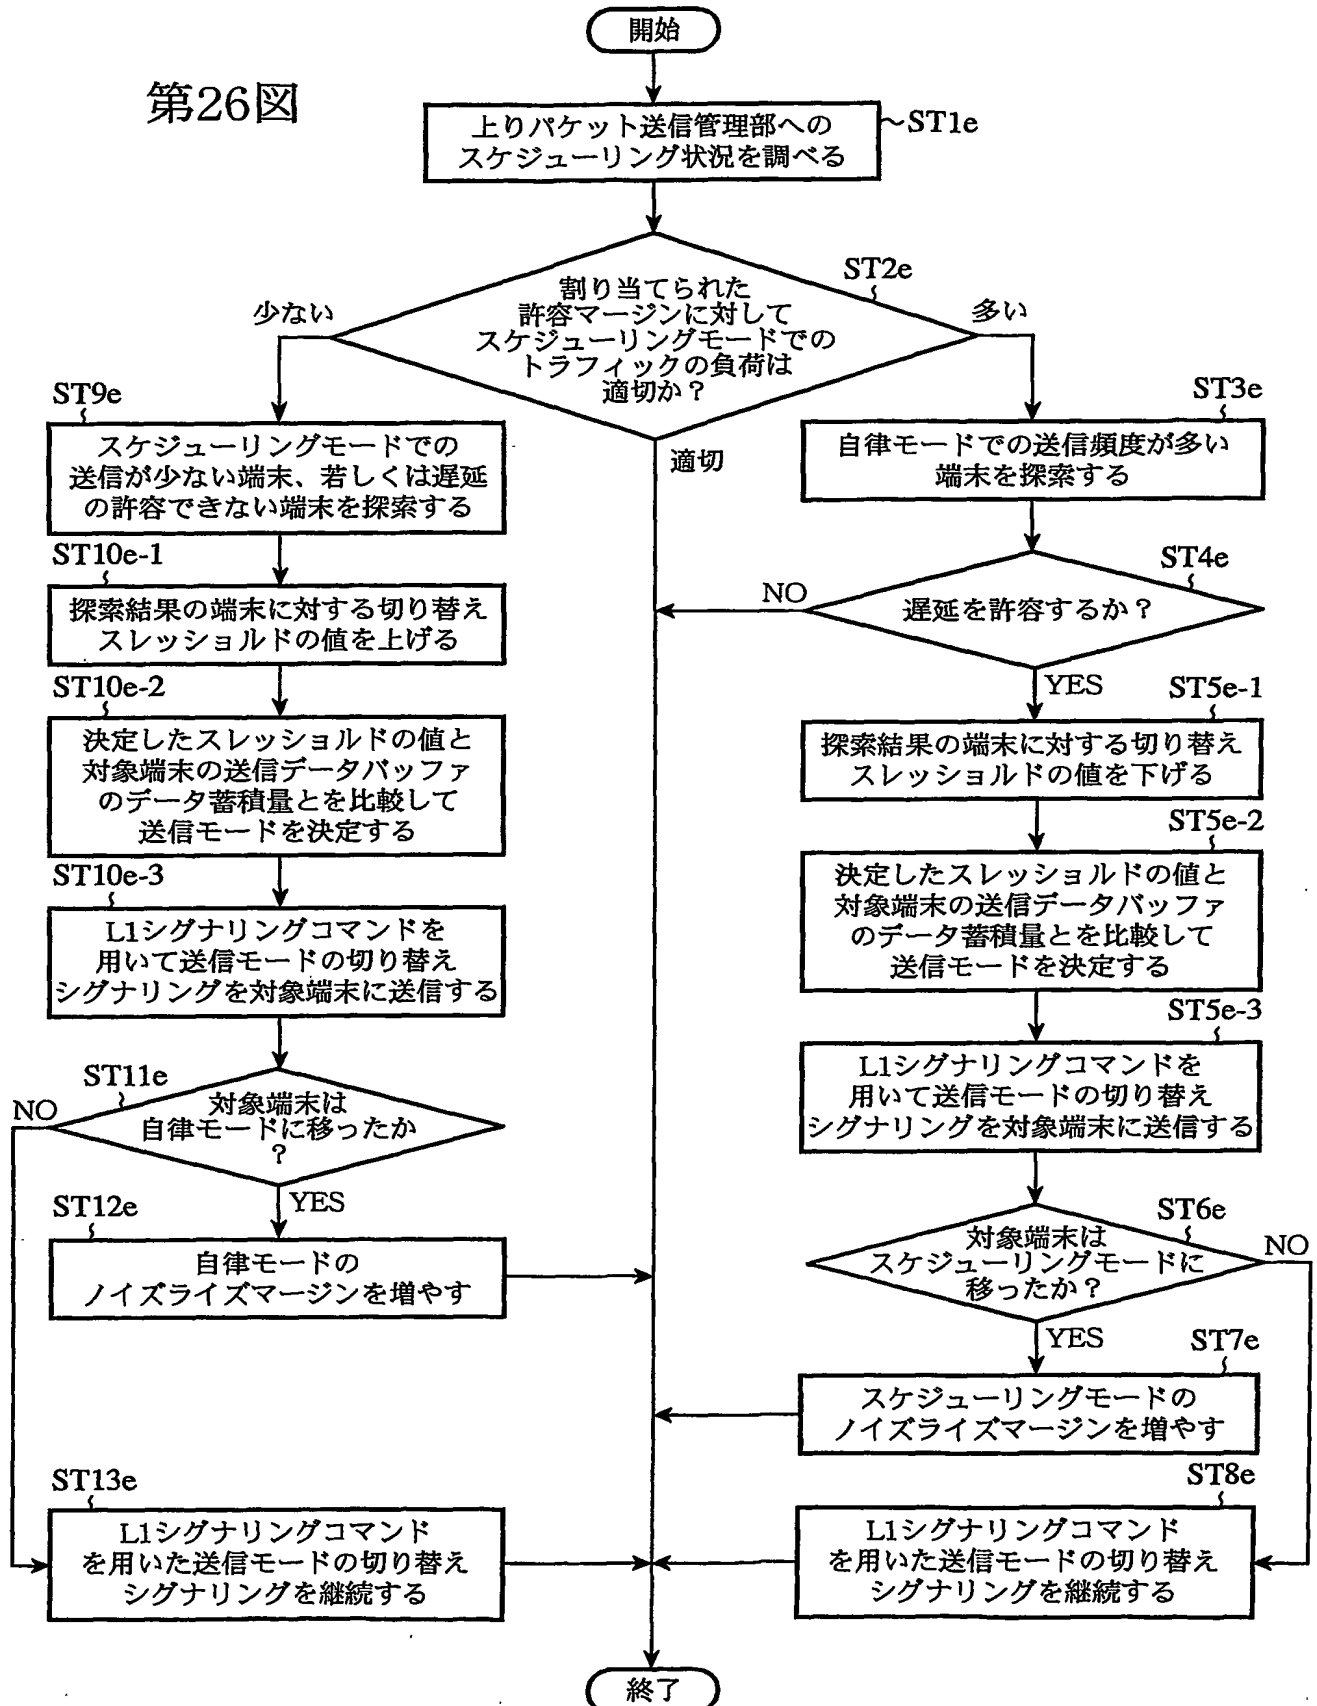 開始
第26図
上りパケット送信管理部への
スケジューリング状況を調べる
ST1e
ST2e
割り当てられた
許容マージンに対して
スケジューリングモードでの
トラフィックの負荷は
適切か?
少ない
多い
適切
ST9e
スケジューリングモードでの
送信が少ない端末、若しくは遅延
の許容できない端末を探索する
ST10e-1
探索結果の端末に対する切り替え
スレッショルドの値を上げる
ST10e-2
決定したスレッショルドの値と
対象端末の送信データバッファ
のデータ蓄積量とを比較して
送信モードを決定する
ST10e-3
L1シグナリングコマンドを
用いて送信モードの切り替え
シグナリングを対象端末に送信する
ST11e
対象端末は
自律モードに移ったか
?
NO
YES
ST12e
自律モードの
ノイズライズマージンを増やす
ST13e
L1シグナリングコマンド
を用いた送信モードの切り替え
シグナリングを継続する
ST3e
自律モードでの送信頻度が多い
端末を探索する
ST4e
遅延を許容するか?
NO
YES
ST5e-1
探索結果の端末に対する切り替え
スレッショルドの値を下げる
ST5e-2
決定したスレッショルドの値と
対象端末の送信データバッファ
のデータ蓄積量とを比較して
送信モードを決定する
ST5e-3
L1シグナリングコマンドを
用いて送信モードの切り替え
シグナリングを対象端末に送信する
ST6e
対象端末は
スケジューリングモードに
移ったか?
NO
YES
ST7e
スケジューリングモードの
ノイズライズマージンを増やす
ST8e
L1シグナリングコマンド
を用いた送信モードの切り替え
シグナリングを継続する
終了